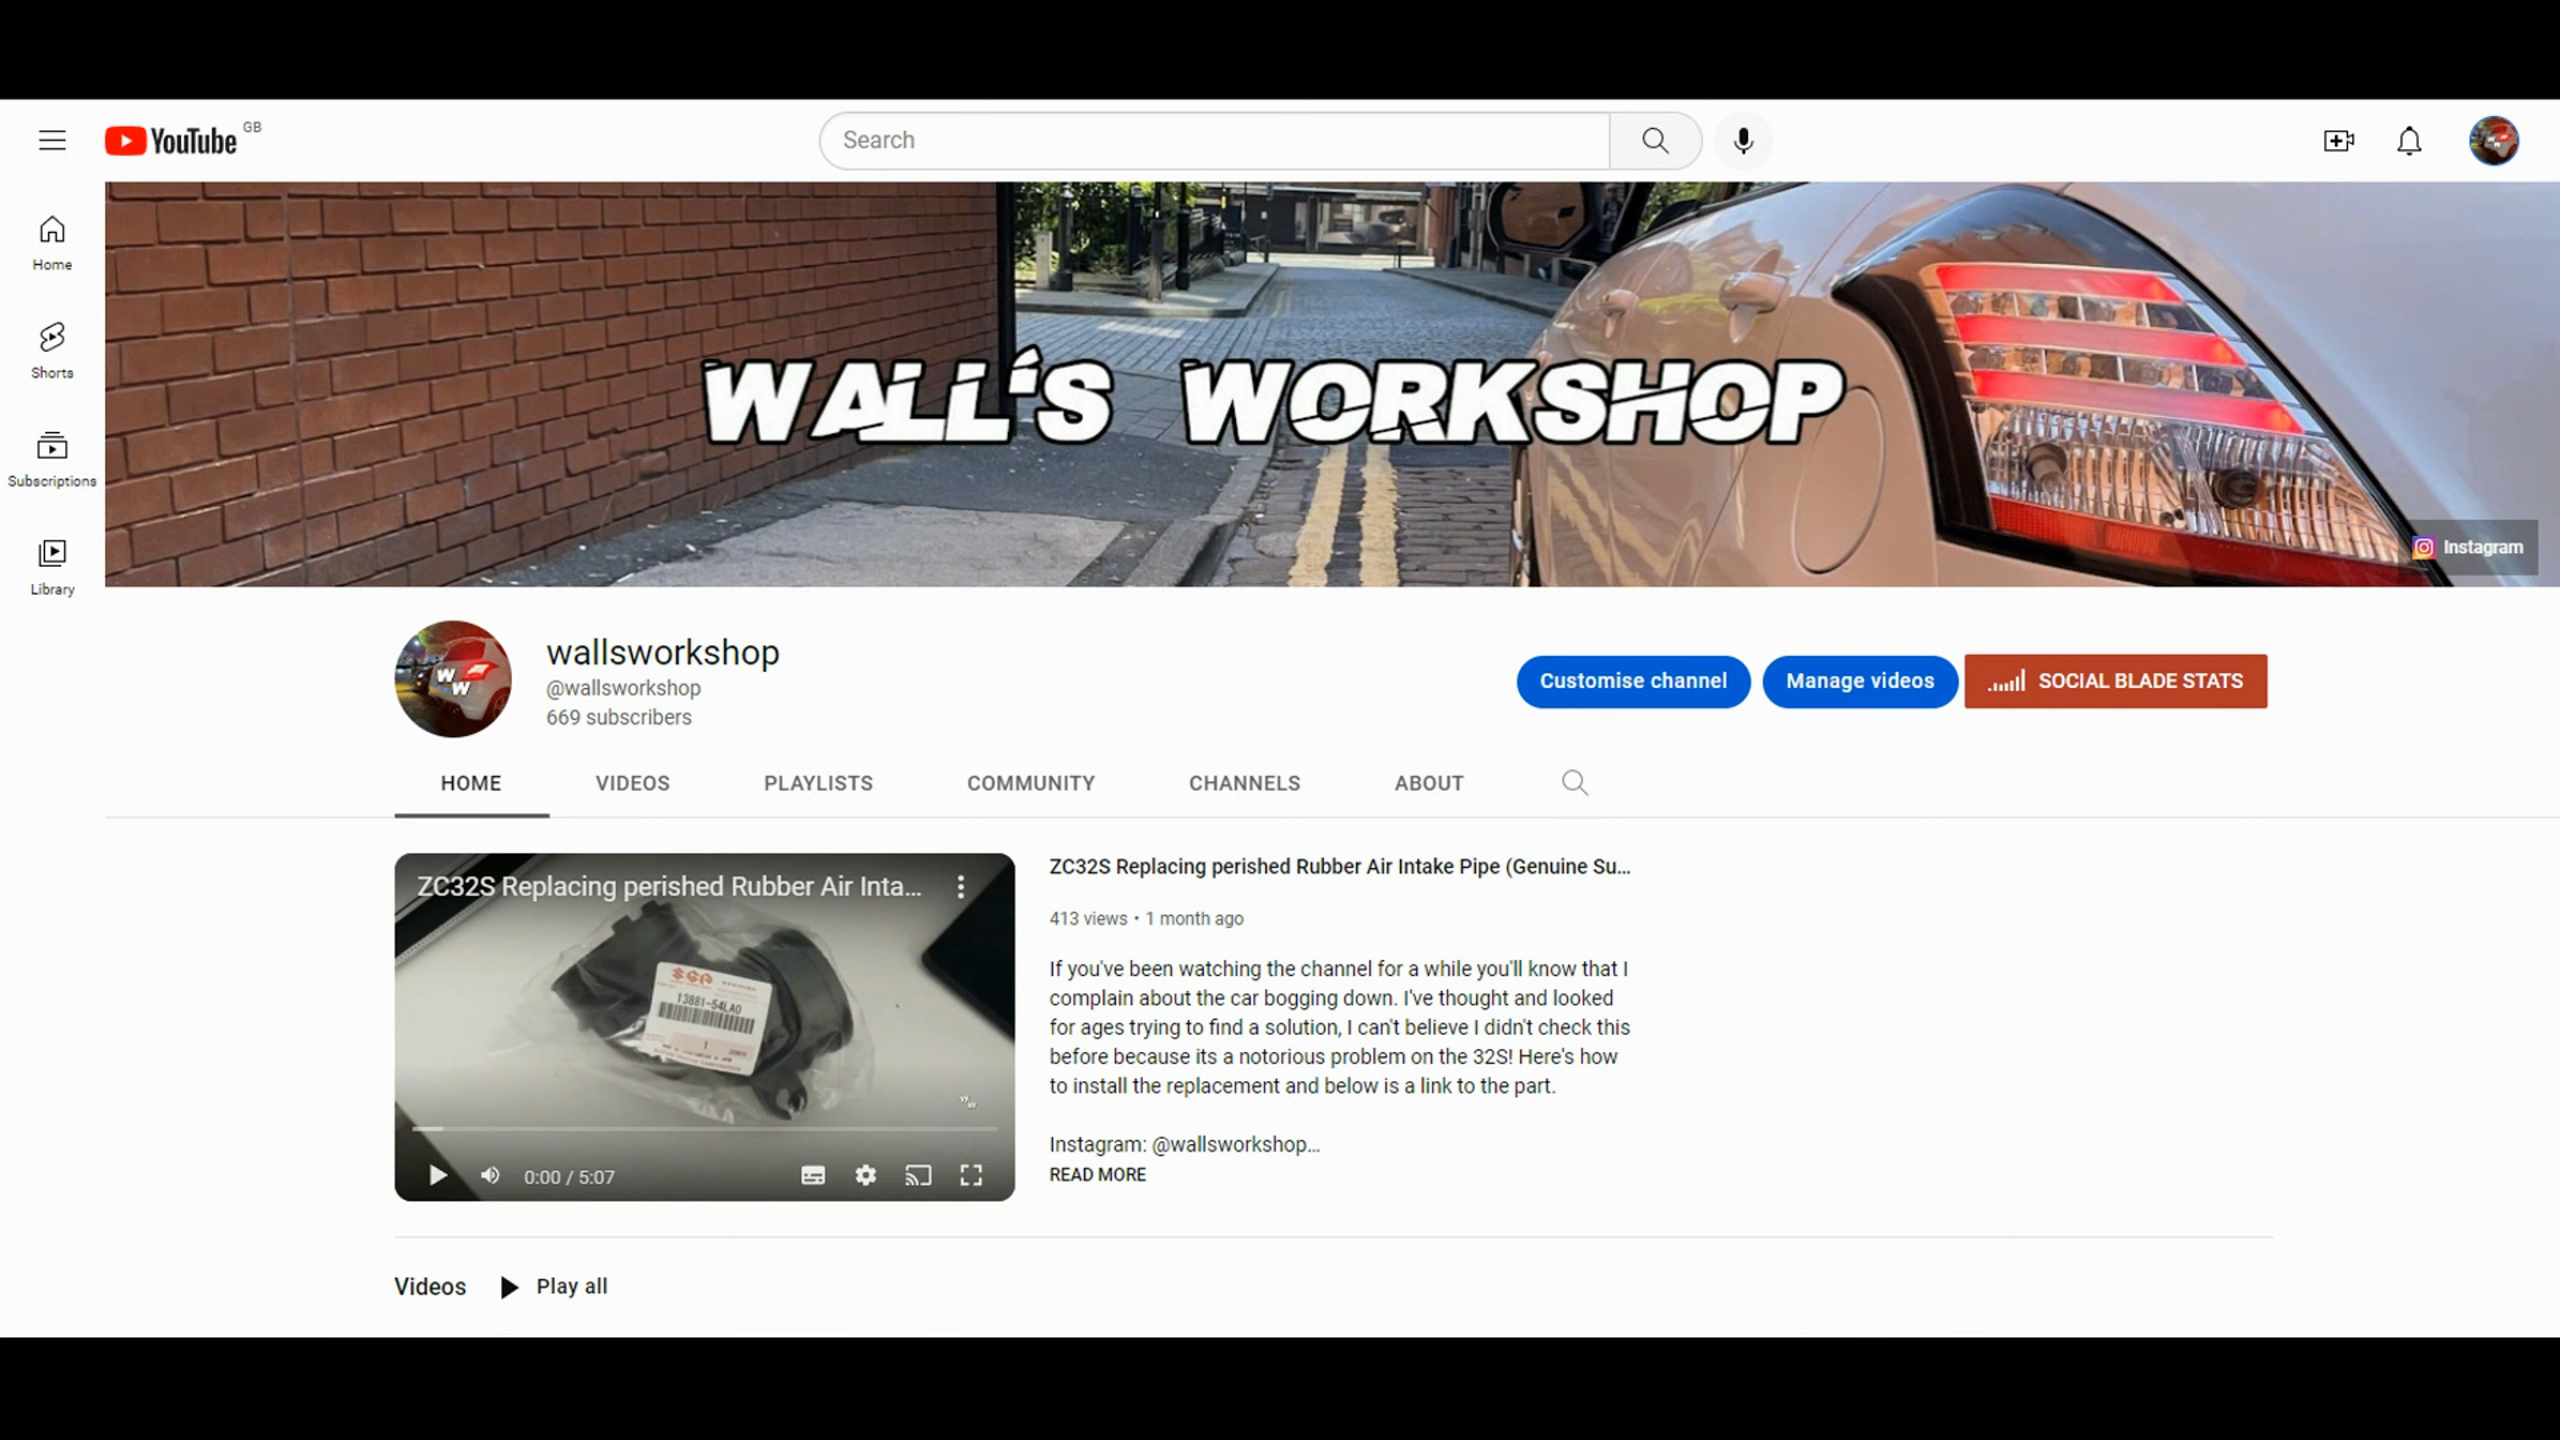 YouTube GB
Search
Home
Shorts
Subscriptions
Library
WALL'S WORKSHOP
Instagram
wallsworkshop
@wallsworkshop
669 subscribers
Customise channel
Manage videos
SOCIAL BLADE STATS
HOME VIDEOS PLAYLISTS COMMUNITY CHANNELS ABOUT
ZC32S Replacing perished Rubber Air Inta...
SGP
13881-54LA0
WW
0:00 / 5:07
ZC32S Replacing perished Rubber Air Intake Pipe (Genuine Su...
413 views • 1 month ago
If you've been watching the channel for a while you'll know that I
complain about the car bogging down. I've thought and looked
for ages trying to find a solution, I can't believe I didn't check this
before because its a notorious problem on the 32S! Here's how
to install the replacement and below is a link to the part.
Instagram: @wallsworkshop...
READ MORE
Videos Play all